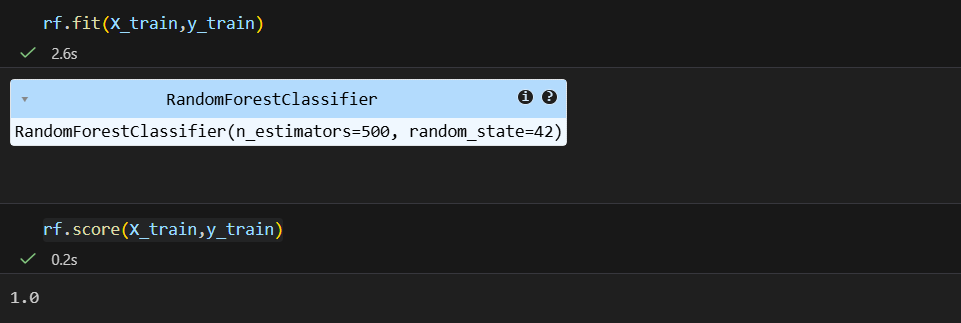 rf.fit(X_train,y_train)
2.6s
RandomForestClassifier
RandomForestClassifier(n_estimators=500, random_state=42)
rf.score(X_train,y_train)
0.2s
1.0